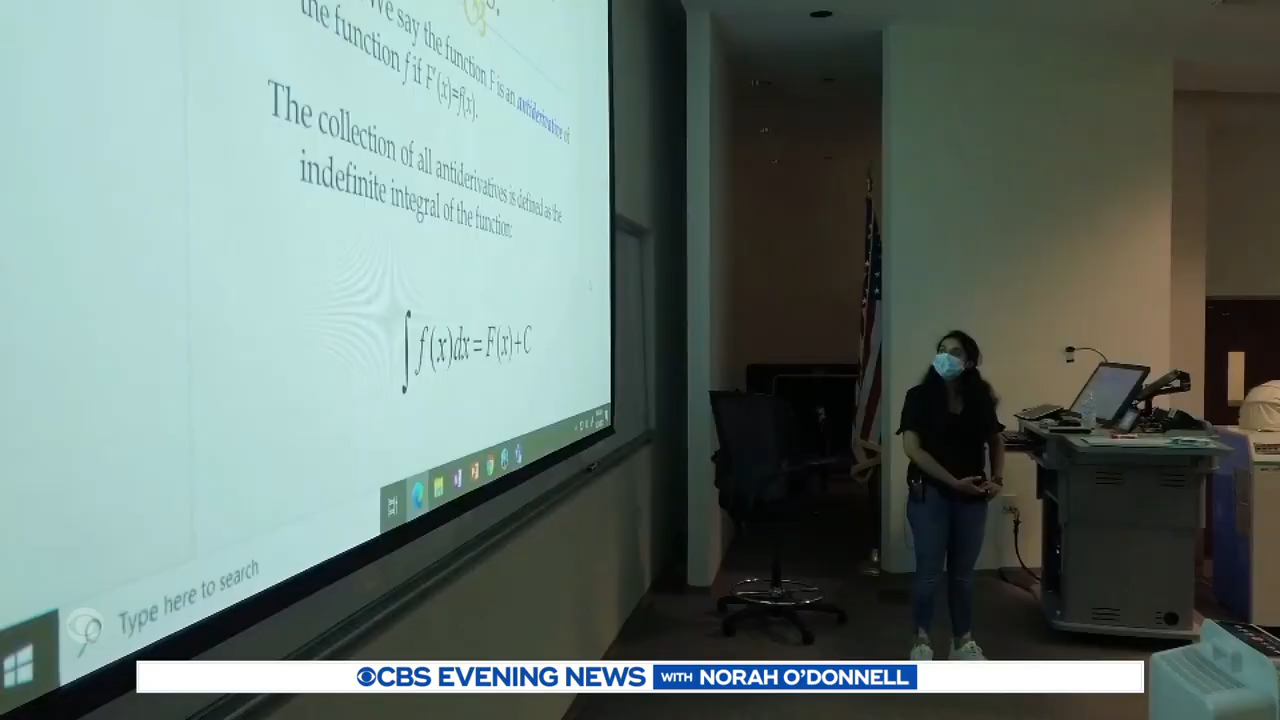 We say the function F is an antiderivative of
the function f if F'(x)=f(x).
The collection of all antiderivatives is defined as the
indefinite integral of the function:
∫ f(x)dx = F(x)+C
Type here to search
CBS EVENING NEWS WITH NORAH O'DONNELL